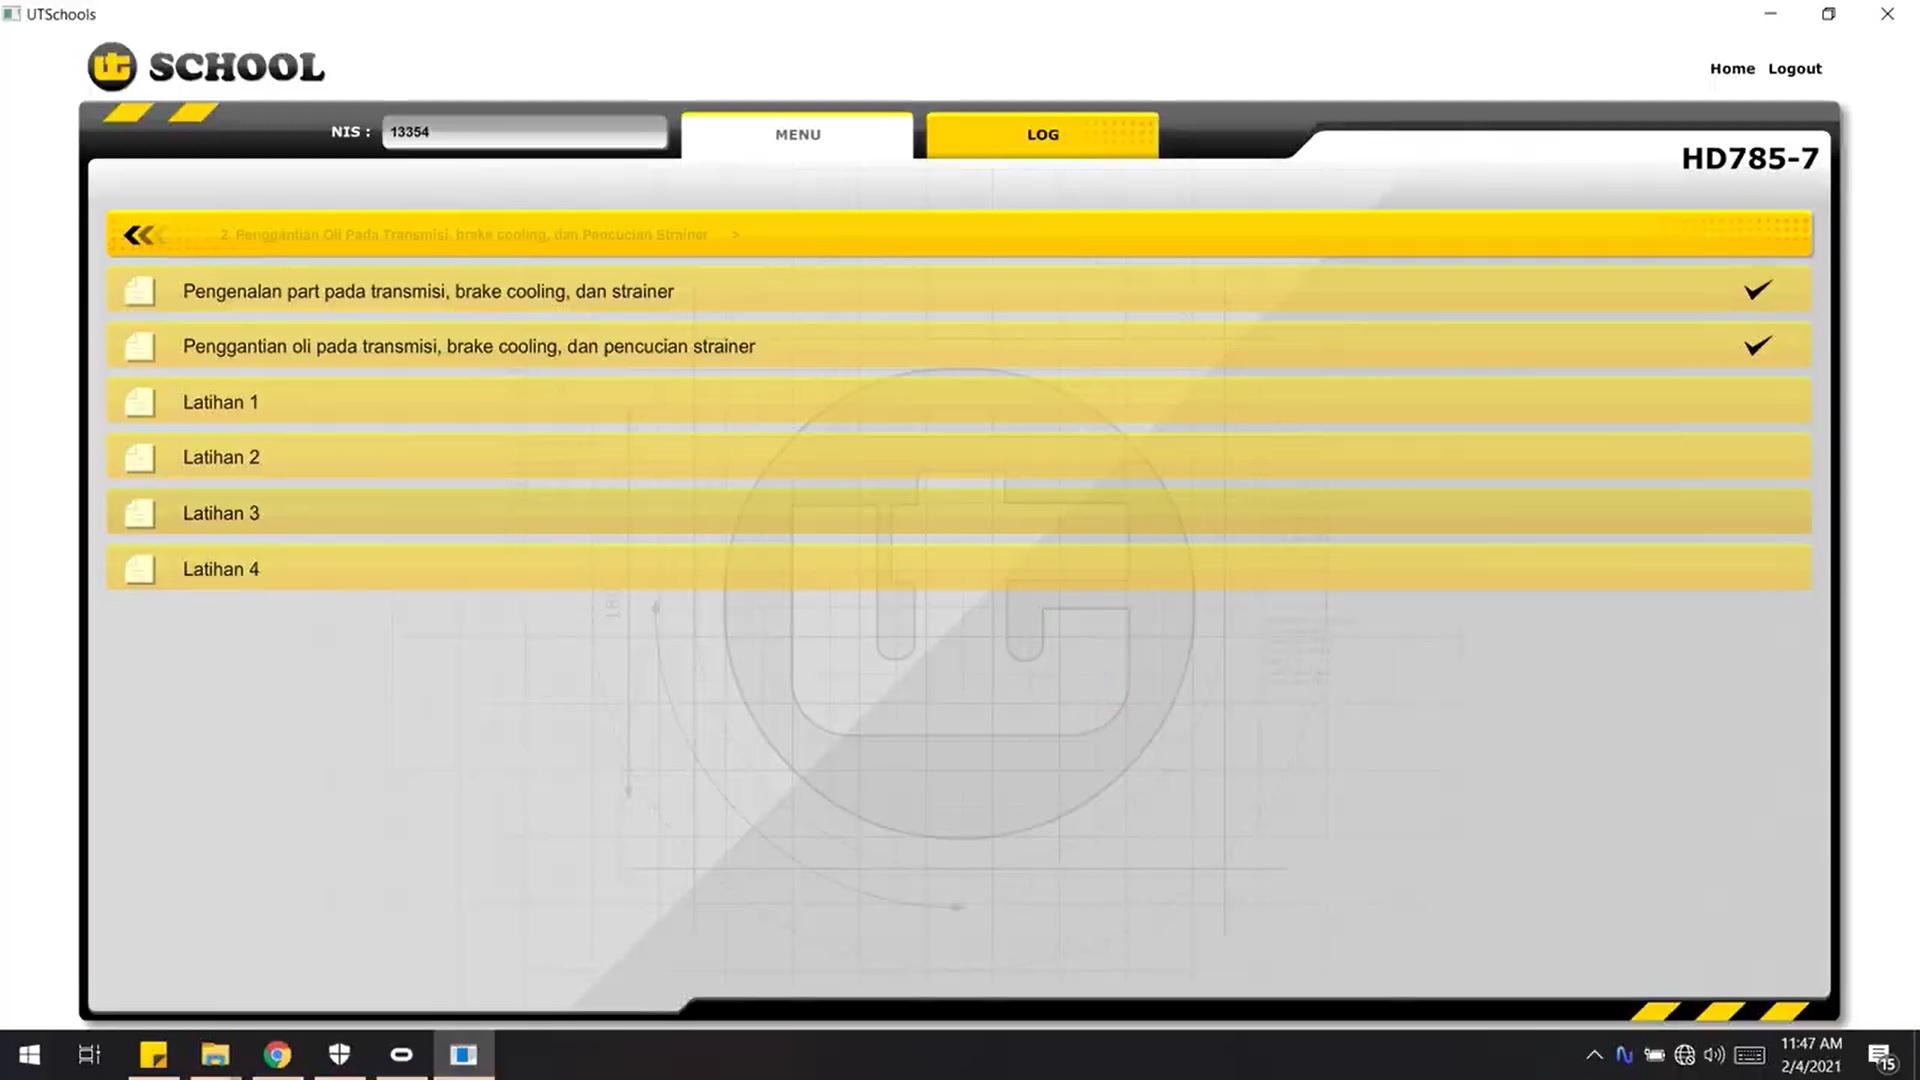 UTSchools
ut SCHOOL
Home Logout
NIS : 13354
MENU
LOG
HD785-7
2. Penggantian Oli Pada Transmisi, brake cooling, dan Pencucian Strainer >
Pengenalan part pada transmisi, brake cooling, dan strainer
Penggantian oli pada transmisi, brake cooling, dan pencucian strainer
Latihan 1
Latihan 2
Latihan 3
Latihan 4
11:47 AM
2/4/2021
15